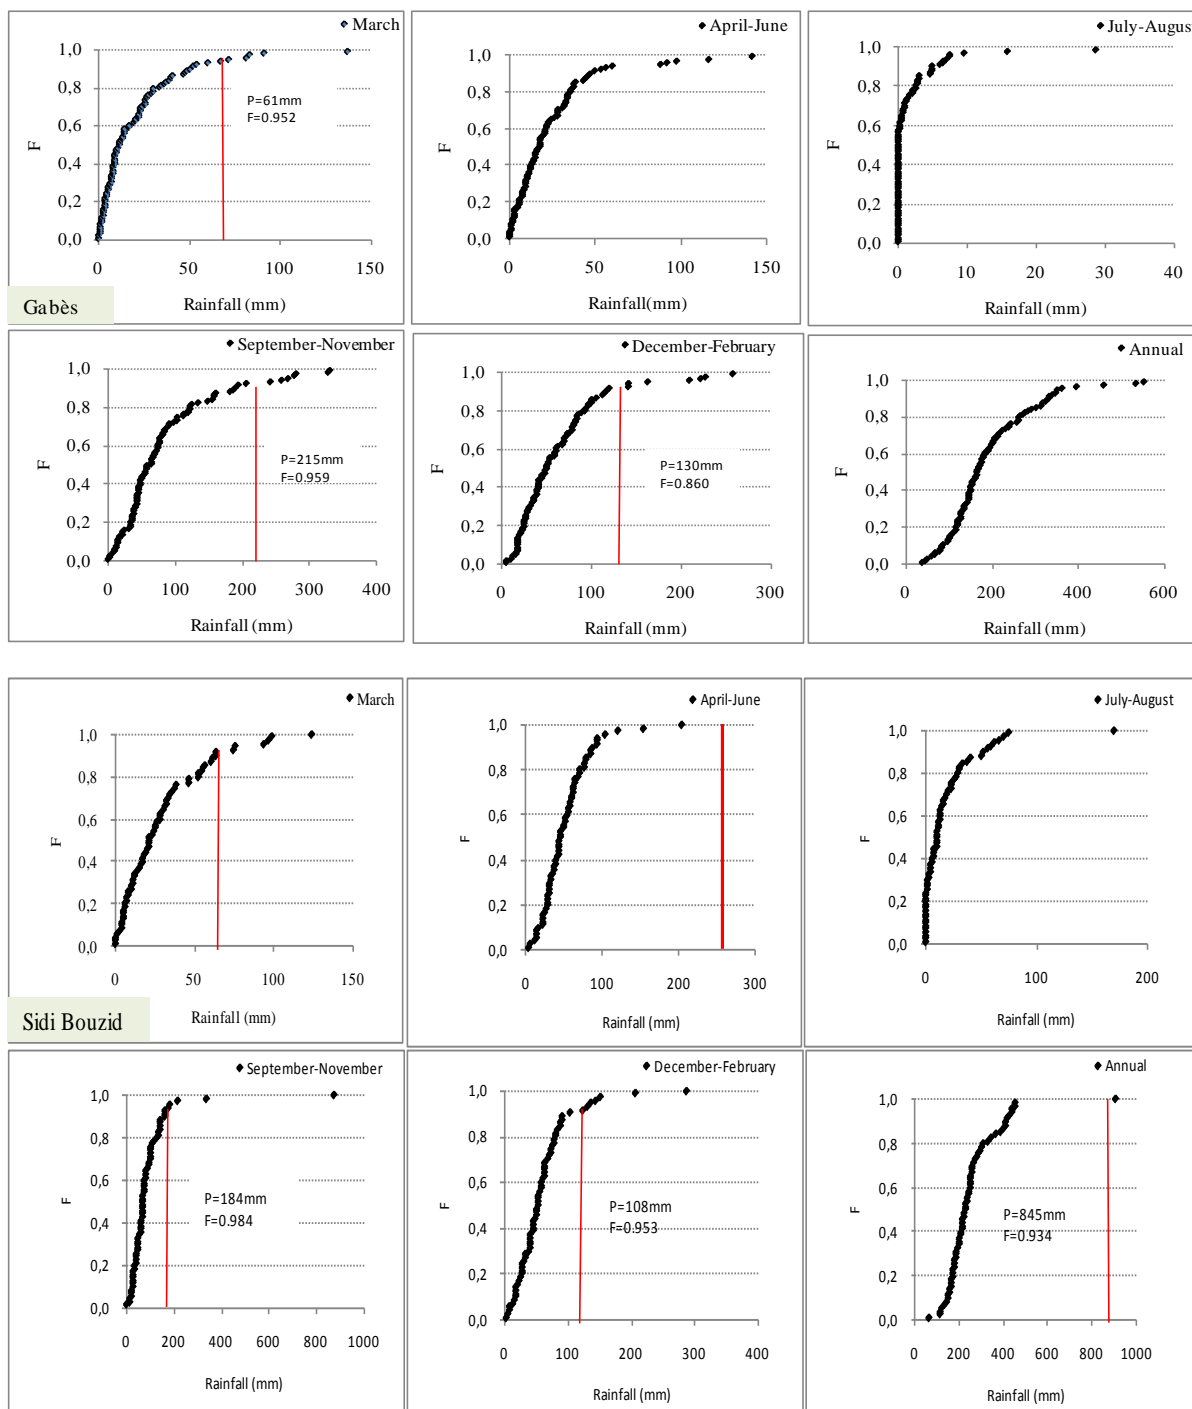 March
1,0
0,8
0,6
0,4
0,2
0,0
F
P=61mm
F=0.952
0 50 100 150
Rainfall (mm)
Gabès
April-June
1,0
0,8
0,6
0,4
0,2
0,0
F
0 50 100 150
Rainfall(mm)
July-August
1,0
0,8
0,6
0,4
0,2
0,0
F
0 10 20 30 40
Rainfall (mm)
September-November
1,0
0,8
0,6
0,4
0,2
0,0
F
P=215mm
F=0.959
0 100 200 300 400
Rainfall (mm)
December-February
1,0
0,8
0,6
0,4
0,2
0,0
F
P=130mm
F=0.860
0 100 200 300
Rainfall (mm)
Annual
1,0
0,8
0,6
0,4
0,2
0,0
F
0 200 400 600
Rainfall (mm)
March
1,0
0,8
0,6
0,4
0,2
0,0
F
0 50 100 150
Rainfall (mm)
Sidi Bouzid
April-June
1,0
0,8
0,6
0,4
0,2
0,0
F
0 100 200 300
Rainfall (mm)
July-August
1,0
0,8
0,6
0,4
0,2
0,0
F
0 100 200
Rainfall (mm)
September-November
1,0
0,8
0,6
0,4
0,2
0,0
F
P=184mm
F=0.984
0 200 400 600 800 1000
Rainfall (mm)
December-February
1,0
0,8
0,6
0,4
0,2
0,0
F
P=108mm
F=0.953
0 100 200 300 400
Rainfall (mm)
Annual
1,0
0,8
0,6
0,4
0,2
0,0
F
P=845mm
F=0.934
0 200 400 600 800 1000
Rainfall (mm)